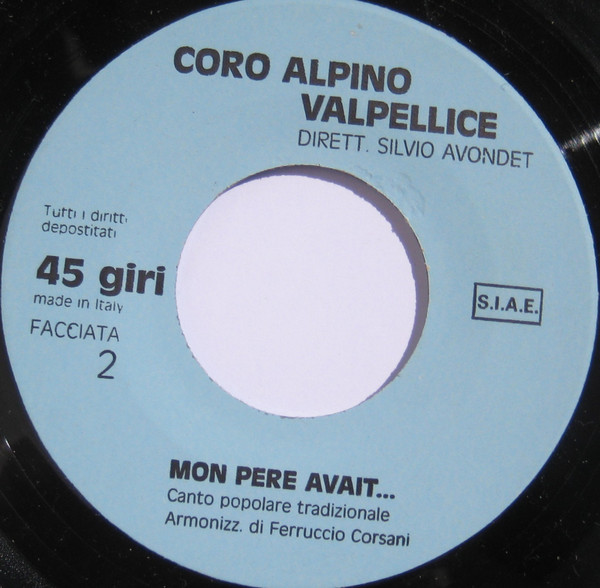 CORO ALPINO
VALPELLICE
DIRETT. SILVIO AVONDET
Tutti i diritti
depositati
45 giri
made in Italy
FACCIATA
2
S.I.A.E.
MON PERE AVAIT...
Canto popolare tradizionale
Armonizz. di Ferruccio Corsani